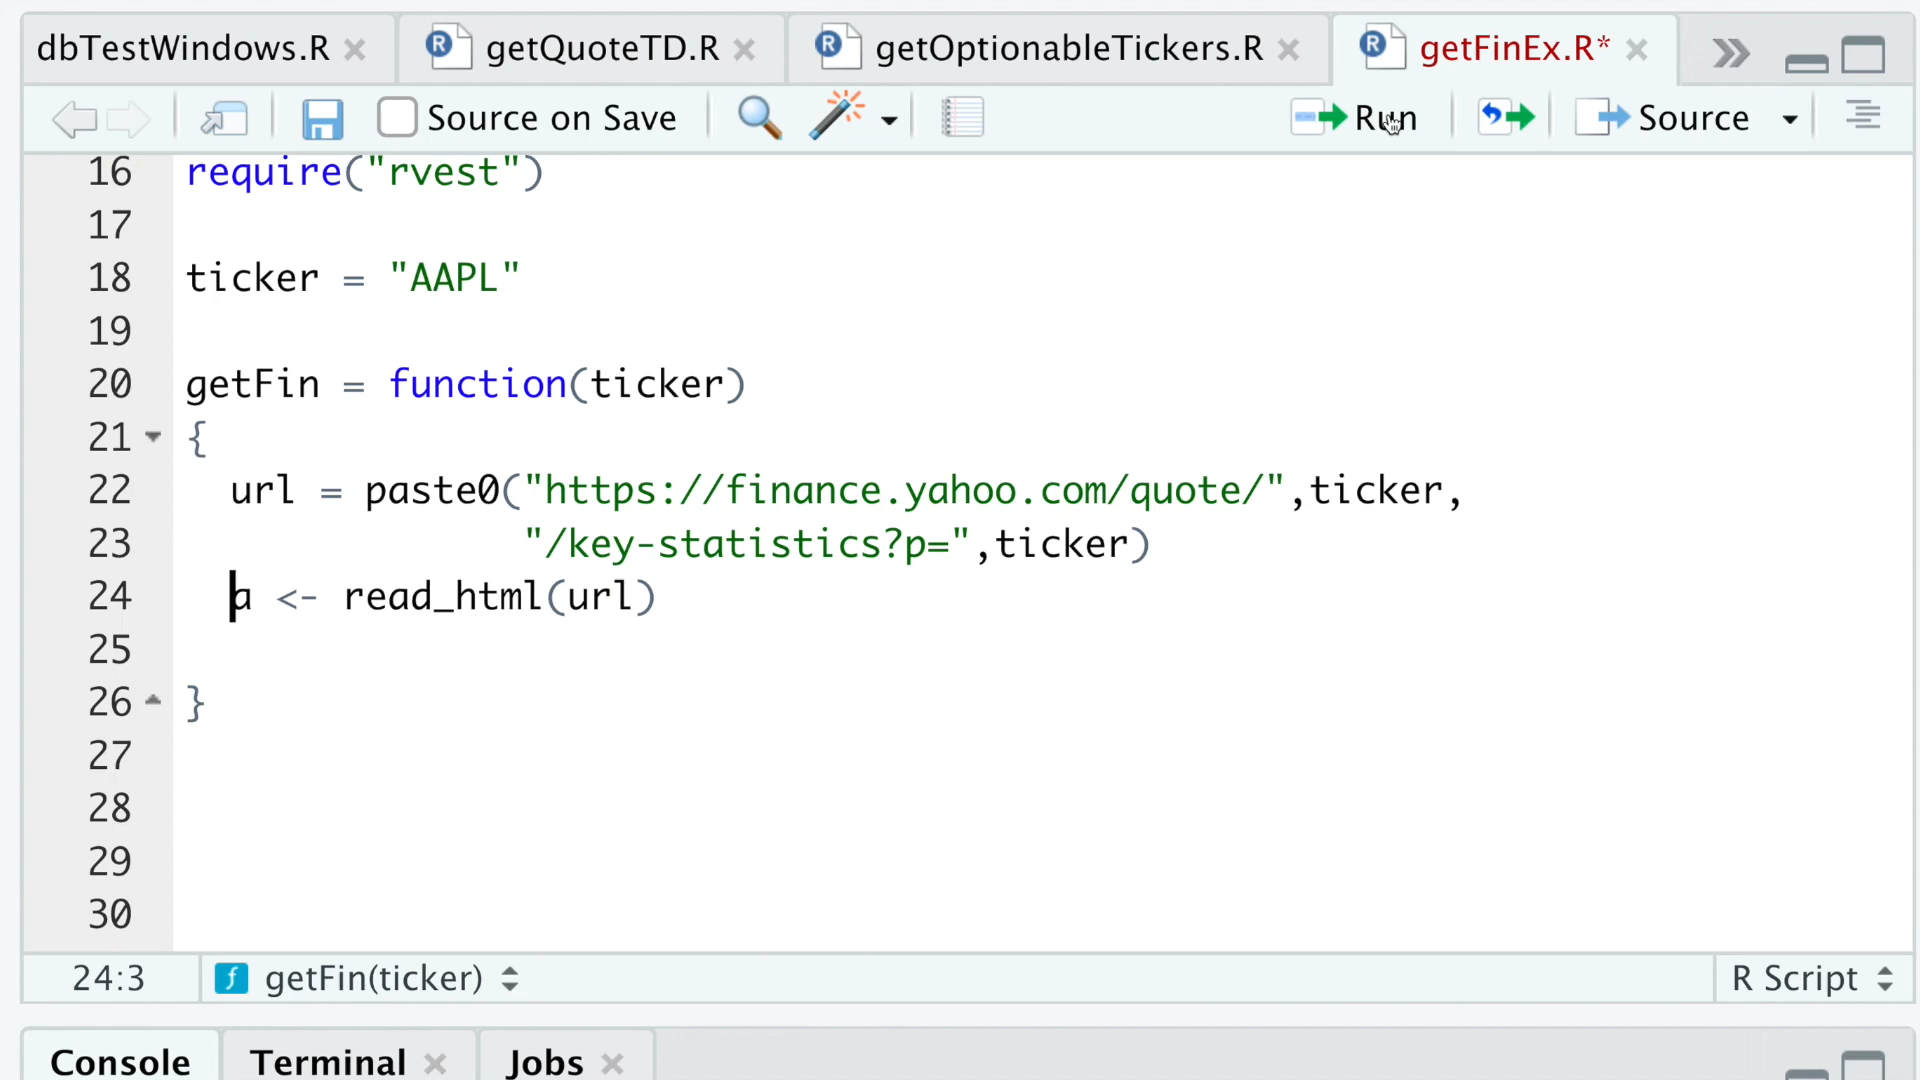 dbTestWindows.R getQuoteTD.R getOptionableTickers.R getFinEx.R*
Source on Save Run Source
16 require("rvest")
17
18 ticker = "AAPL"
19
20 getFin = function(ticker)
21 {
22 url = paste0("https://finance.yahoo.com/quote/",ticker,
23 "/key-statistics?p=",ticker)
24 a <- read_html(url)
25
26 }
27
28
29
30
24:3 getFin(ticker) R Script
Console Terminal Jobs